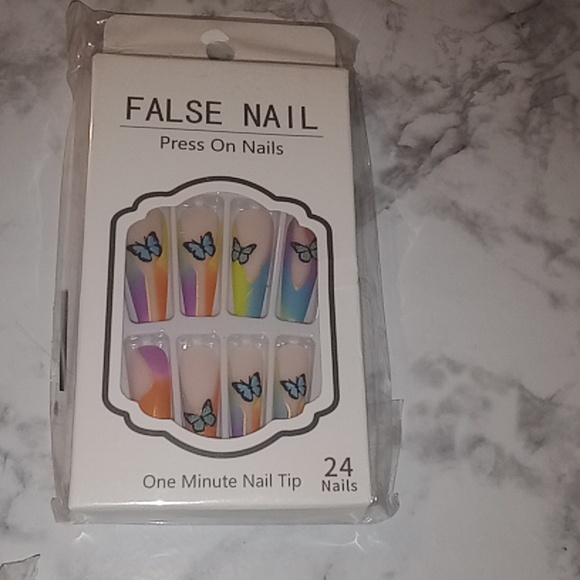 FALSE NAIL
Press On Nails
One Minute Nail Tip
24
Nails